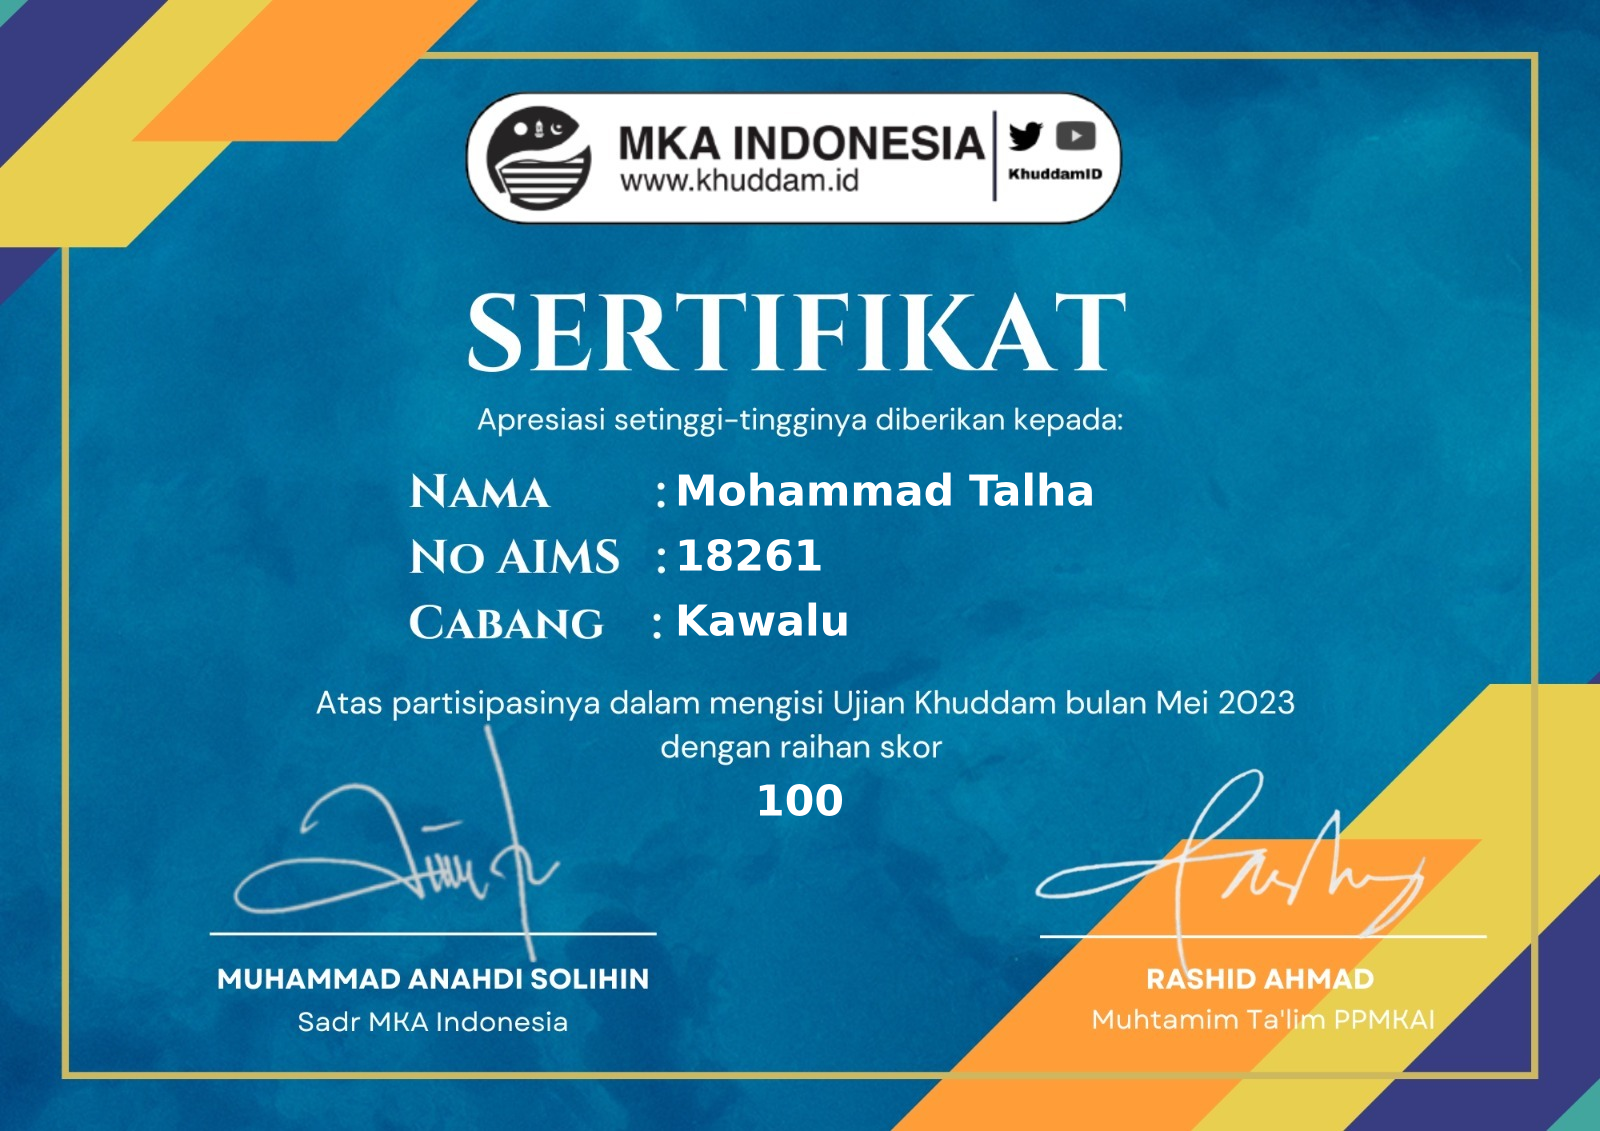 MKA INDONESIA
www.khuddam.id
KhuddamID
SERTIFIKAT
Apresiasi setinggi-tingginya diberikan kepada:
NAMA : Mohammad Talha
NO AIMS : 18261
CABANG : Kawalu
Atas partisipasinya dalam mengisi Ujian Khuddam bulan Mei 2023
dengan raihan skor
100
MUHAMMAD ANAHDI SOLIHIN
Sadr MKA Indonesia
RASHID AHMAD
Muhtamim Ta'lim PPMKAI